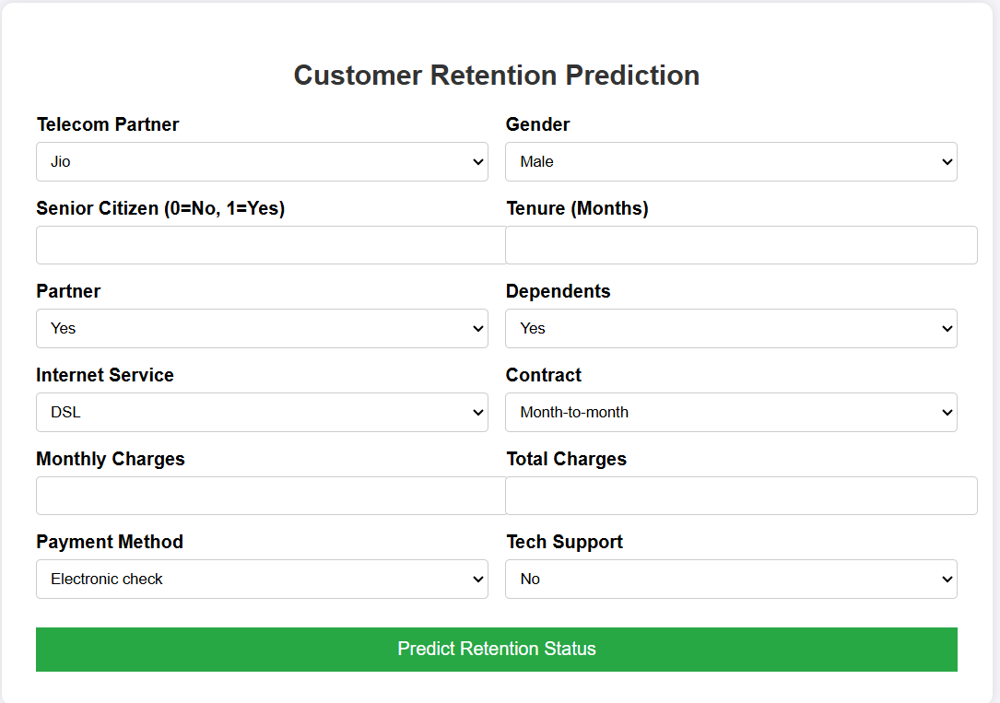 Customer Retention Prediction
Telecom Partner Gender
Jio Male
Senior Citizen (0=No, 1=Yes) Tenure (Months)
Partner Dependents
Yes Yes
Internet Service Contract
DSL Month-to-month
Monthly Charges Total Charges
Payment Method Tech Support
Electronic check No
Predict Retention Status